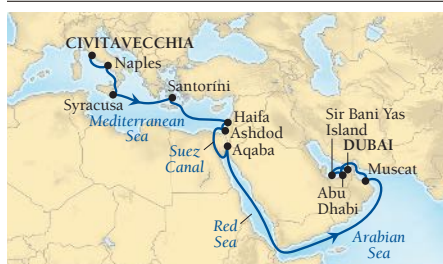 CIVITAVECCHIA
Naples
Santoríni
Syracusa
Mediterranean
Sea
Haifa
Ashdod
Aqaba
Suez
Canal
Sir Bani Yas
Island
DUBAI
Muscat
Abu
Dhabi
Red
Sea
Arabian
Sea